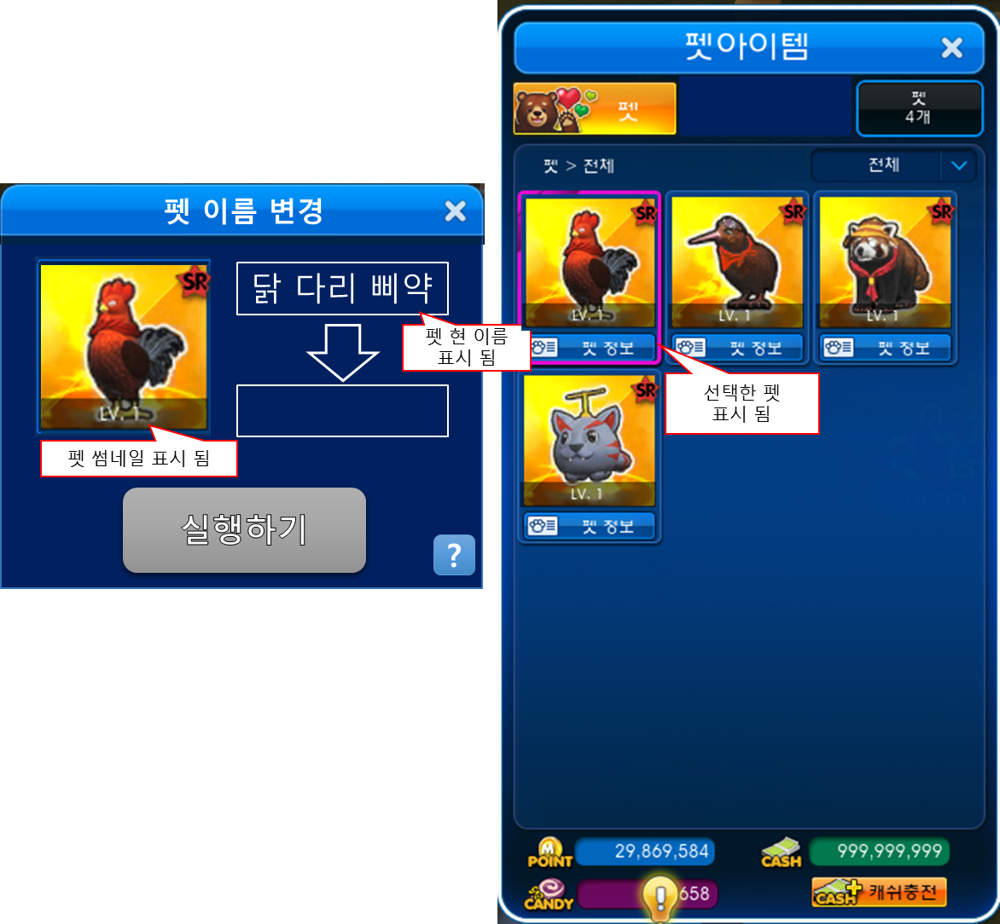 펫 이름 변경
SR
LV. 1
닭 다리 삐약
펫 현 이름
표시 됨
펫 썸네일 표시 됨
실행하기
?
펫아이템
펫
펫
4개
펫 > 전체
전체
SR
LV. 1
펫 정보
SR
LV. 1
펫 정보
SR
LV. 1
펫 정보
선택한 펫
표시 됨
SR
LV. 1
펫 정보
M
POINT
29,869,584
CASH
999,999,999
CANDY
658
CASH
캐쉬충전